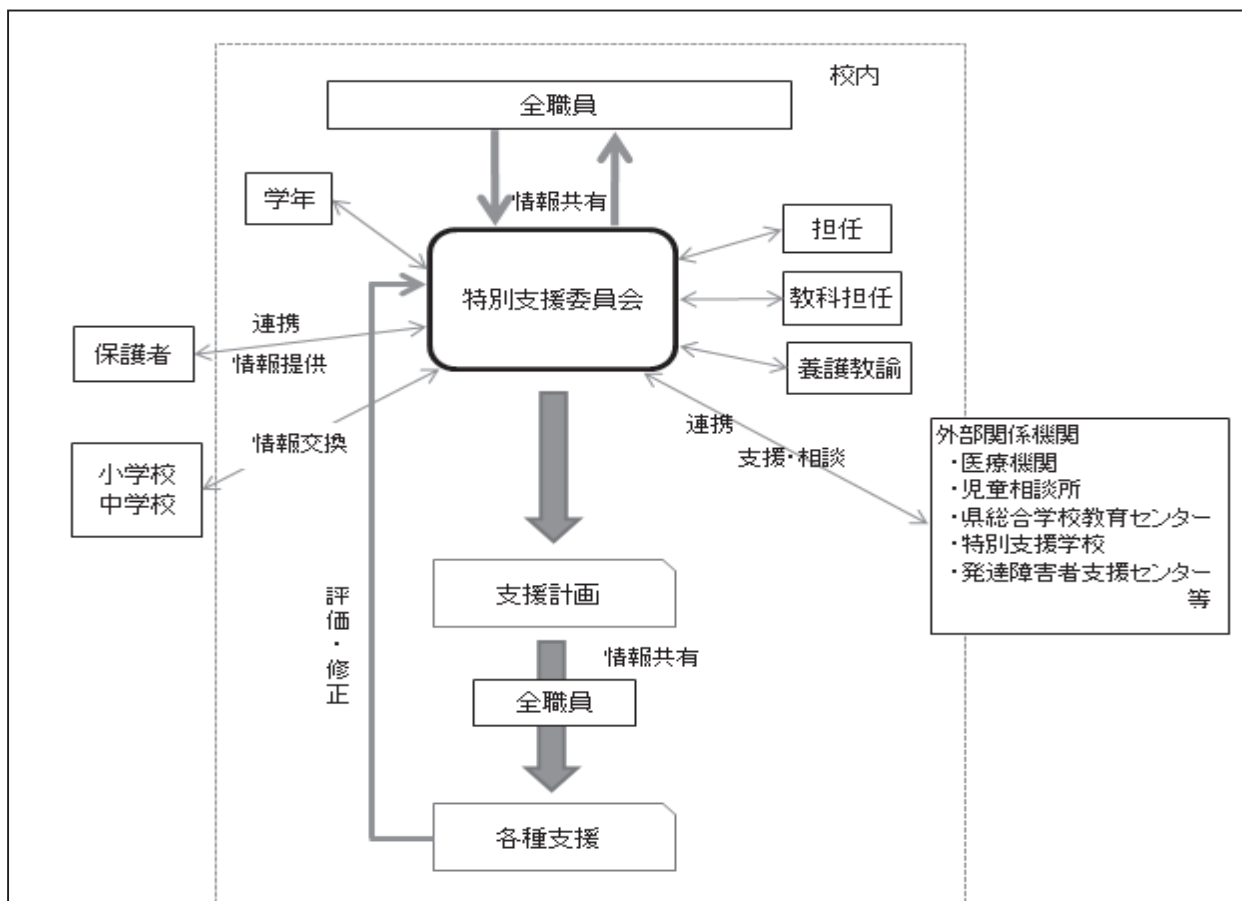 校内
全職員
情報共有
学年
担任
特別支援委員会
教科担任
養護教諭
連携
保護者
情報提供
情報交換
小学校
中学校
連携
支援・相談
外部関係機関
・医療機関
・児童相談所
・県総合学校教育センター
・特別支援学校
・発達障害者支援センター
等
支援計画
評価・修正
情報共有
全職員
各種支援